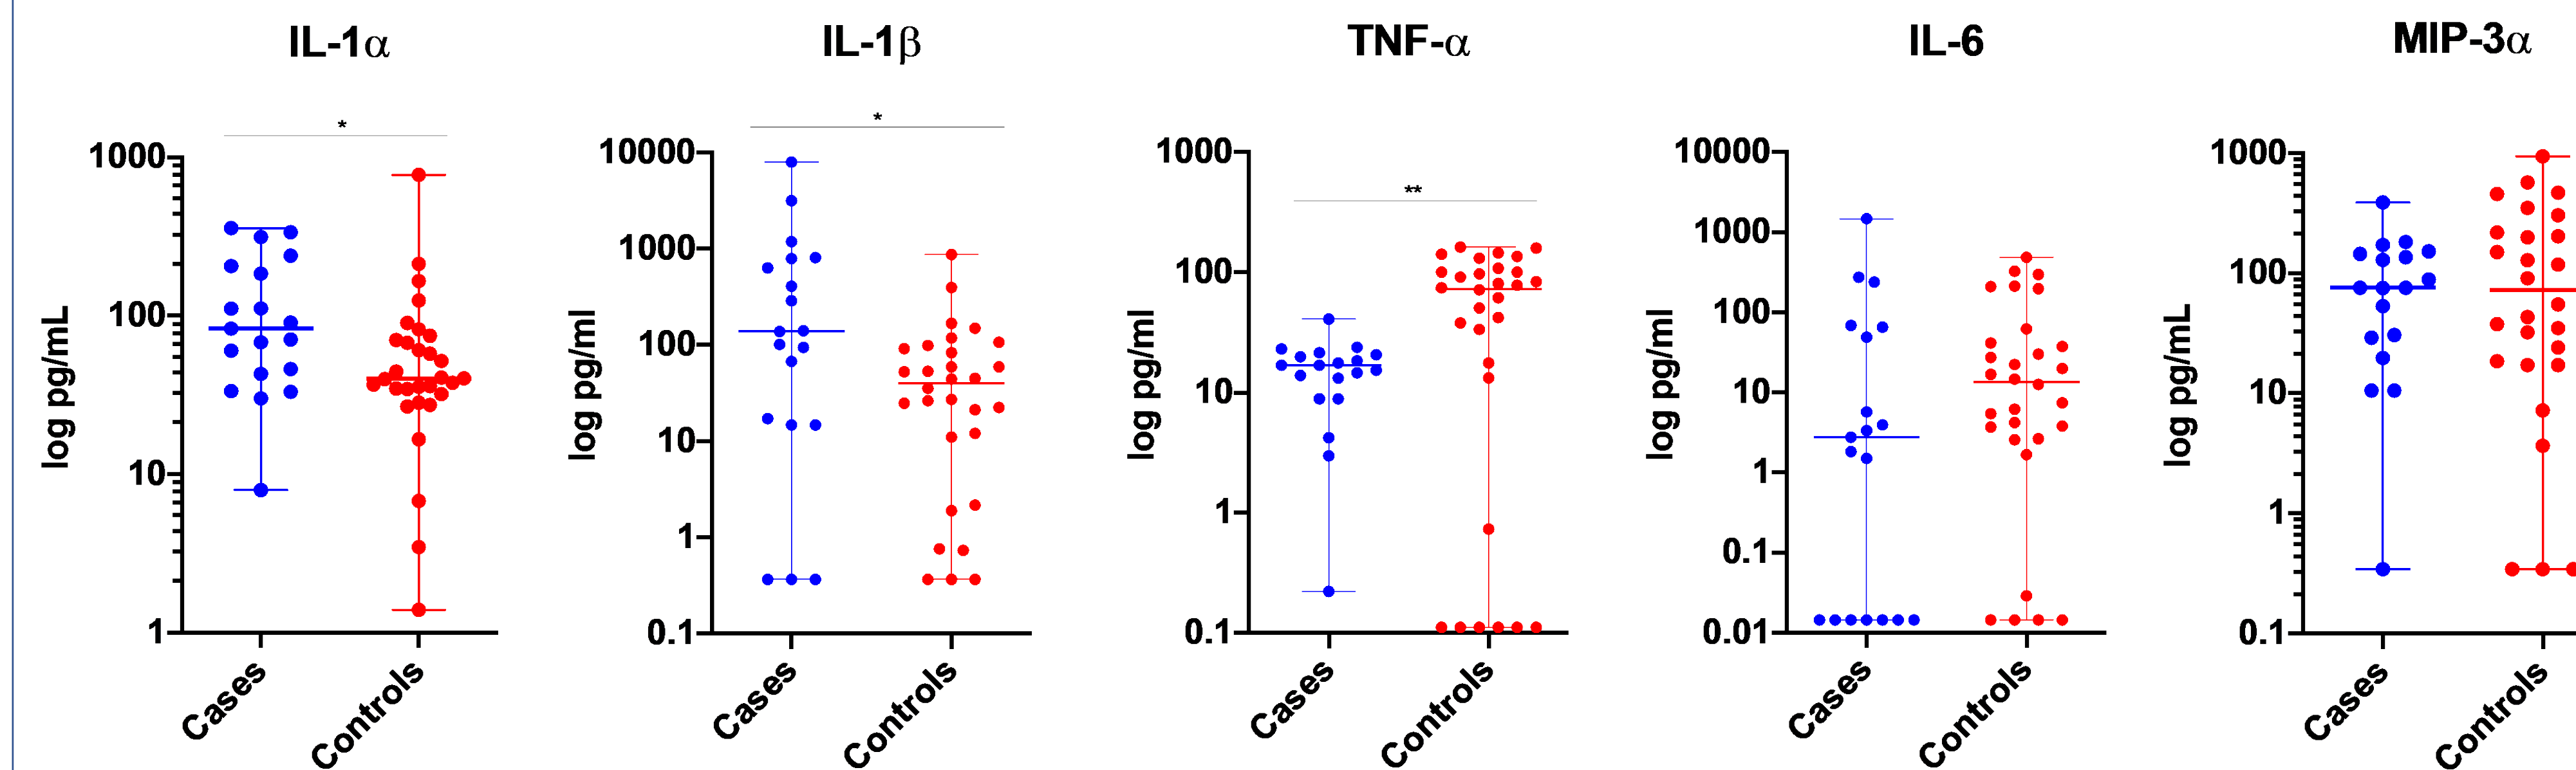 IL-1α
*
1000
100
10
1
log pg/mL
Cases
Controls
IL-1β
*
10000
1000
100
10
1
0.1
log pg/ml
Cases
Controls
TNF-α
**
1000
100
10
1
0.1
log pg/ml
Cases
Controls
IL-6
10000
1000
100
10
1
0.1
0.01
log pg/ml
Cases
Controls
MIP-3α
1000
100
10
1
0.1
log pg/mL
Cases
Controls